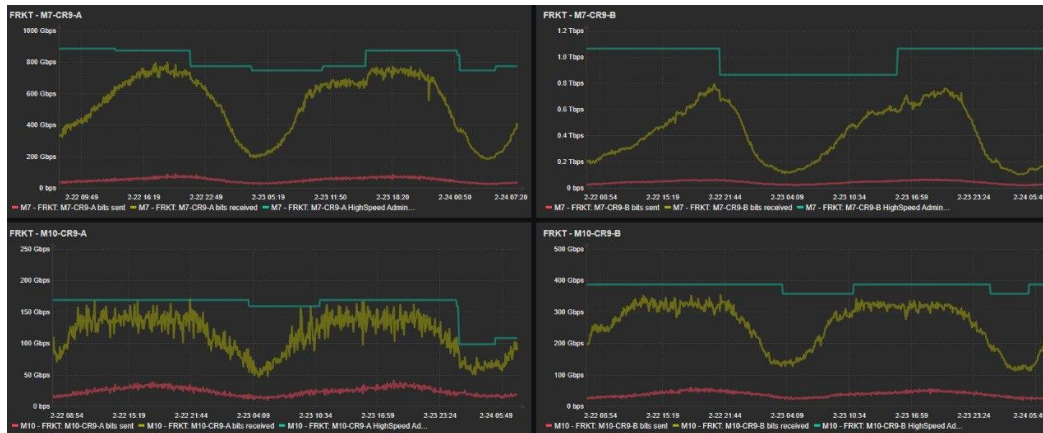 FRKT - M7-CR9-A
1000 Gbps
800 Gbps
600 Gbps
400 Gbps
200 Gbps
0 bps
2-22 09:49 2-22 16:19 2-22 22:49 2-23 05:19 2-23 11:50 2-23 18:20 2-24 00:50 2-24 07:20
M7 - FRKT: M7-CR9-A bits sent M7 - FRKT: M7-CR9-A bits received M7 - FRKT: M7-CR9-A HighSpeed Admin...
FRKT - M7-CR9-B
1.2 Tbps
1.0 Tbps
0.8 Tbps
0.6 Tbps
0.4 Tbps
0.2 Tbps
0 bps
2-22 08:54 2-22 15:19 2-22 21:44 2-23 04:09 2-23 10:34 2-23 16:59 2-23 23:24 2-24 05:49
M7 - FRKT: M7-CR9-B bits sent M7 - FRKT: M7-CR9-B bits received M7 - FRKT: M7-CR9-B HighSpeed Admin...
FRKT - M10-CR9-A
250 Gbps
200 Gbps
150 Gbps
100 Gbps
50 Gbps
0 bps
2-22 08:54 2-22 15:19 2-22 21:44 2-23 04:09 2-23 10:34 2-23 16:59 2-23 23:24 2-24 05:49
M10 - FRKT: M10-CR9-A bits sent M10 - FRKT: M10-CR9-A bits received M10 - FRKT: M10-CR9-A HighSpeed Ad...
FRKT - M10-CR9-B
500 Gbps
400 Gbps
300 Gbps
200 Gbps
100 Gbps
0 bps
2-22 08:54 2-22 15:19 2-22 21:44 2-23 04:09 2-23 10:34 2-23 16:59 2-23 23:24 2-24 05:49
M10 - FRKT: M10-CR9-B bits sent M10 - FRKT: M10-CR9-B bits received M10 - FRKT: M10-CR9-B HighSpeed Ad...